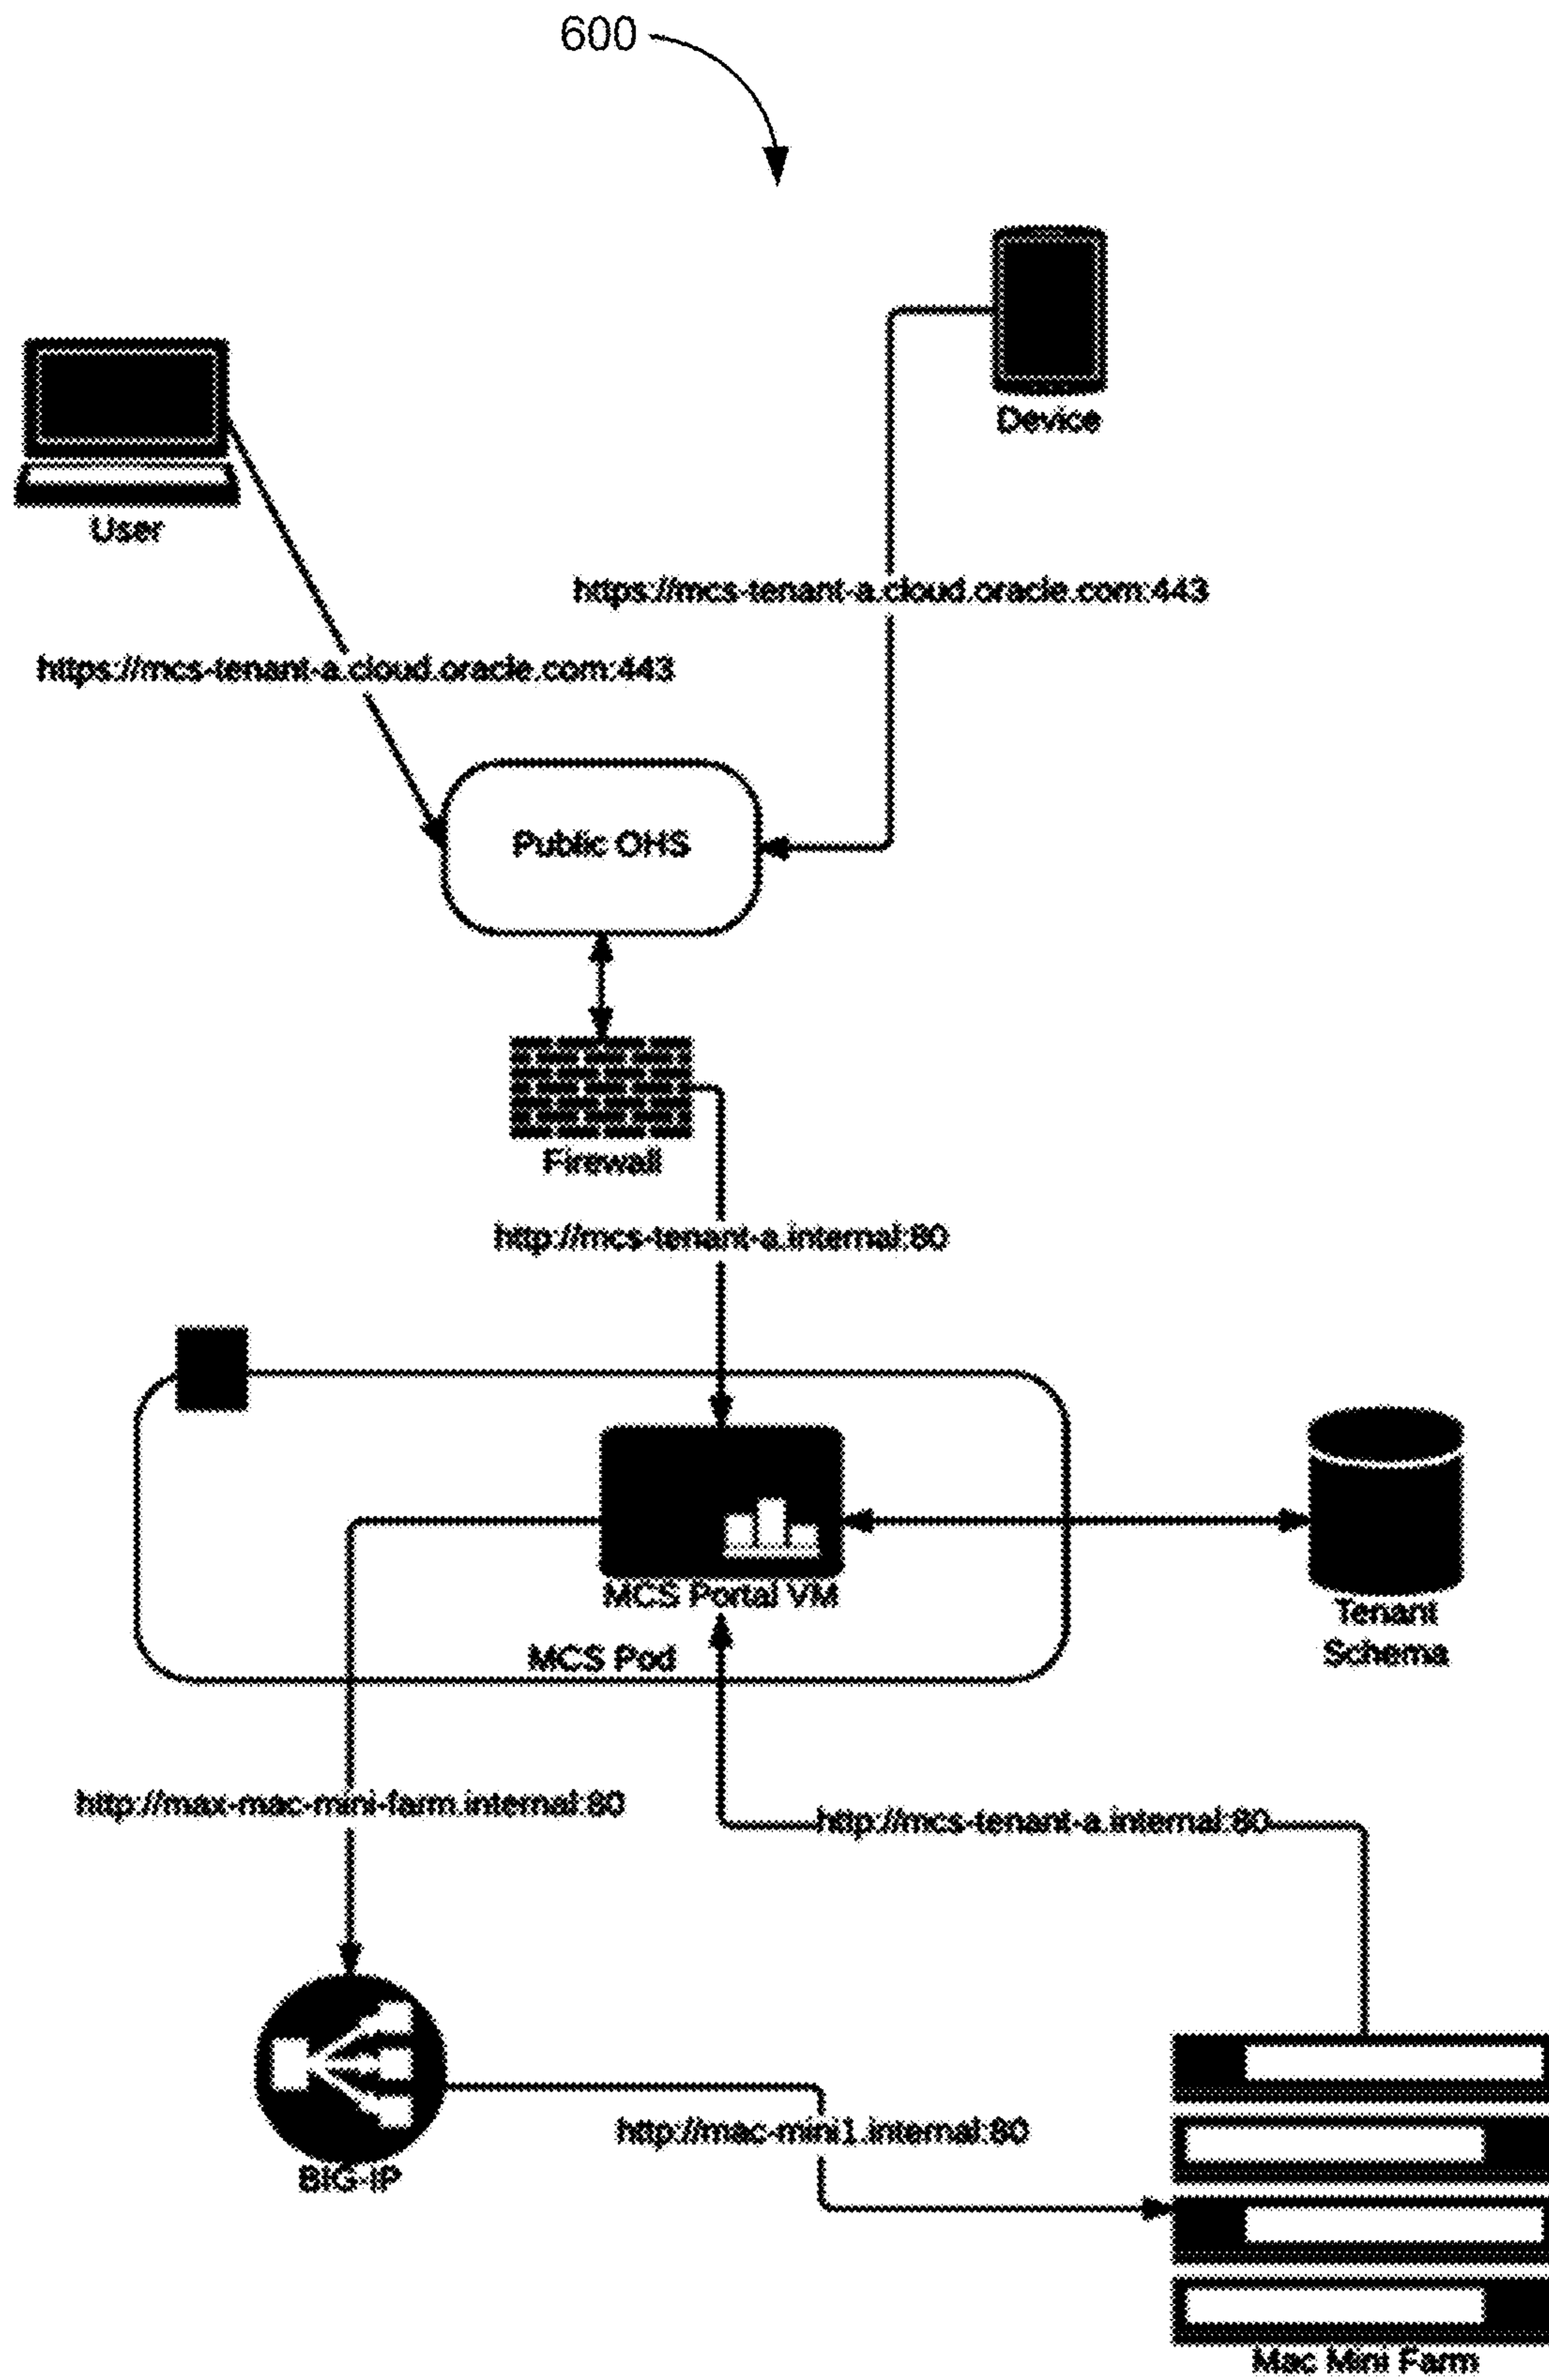 600
Device
User
https://mcs-tenant-a.cloud.oracle.com:443
https://mcs-tenant-a.cloud.oracle.com:443
Public OHS
Firewall
http://mcs-tenant-a.internal:80
MCS Portal VM
MCS Pod
Tenant
Schema
http://max-mac-mini-farm.internal:80
http://mcs-tenant-a.internal:80
http://mac-mini1.internal:80
BIG-IP
Mac Mini Farm